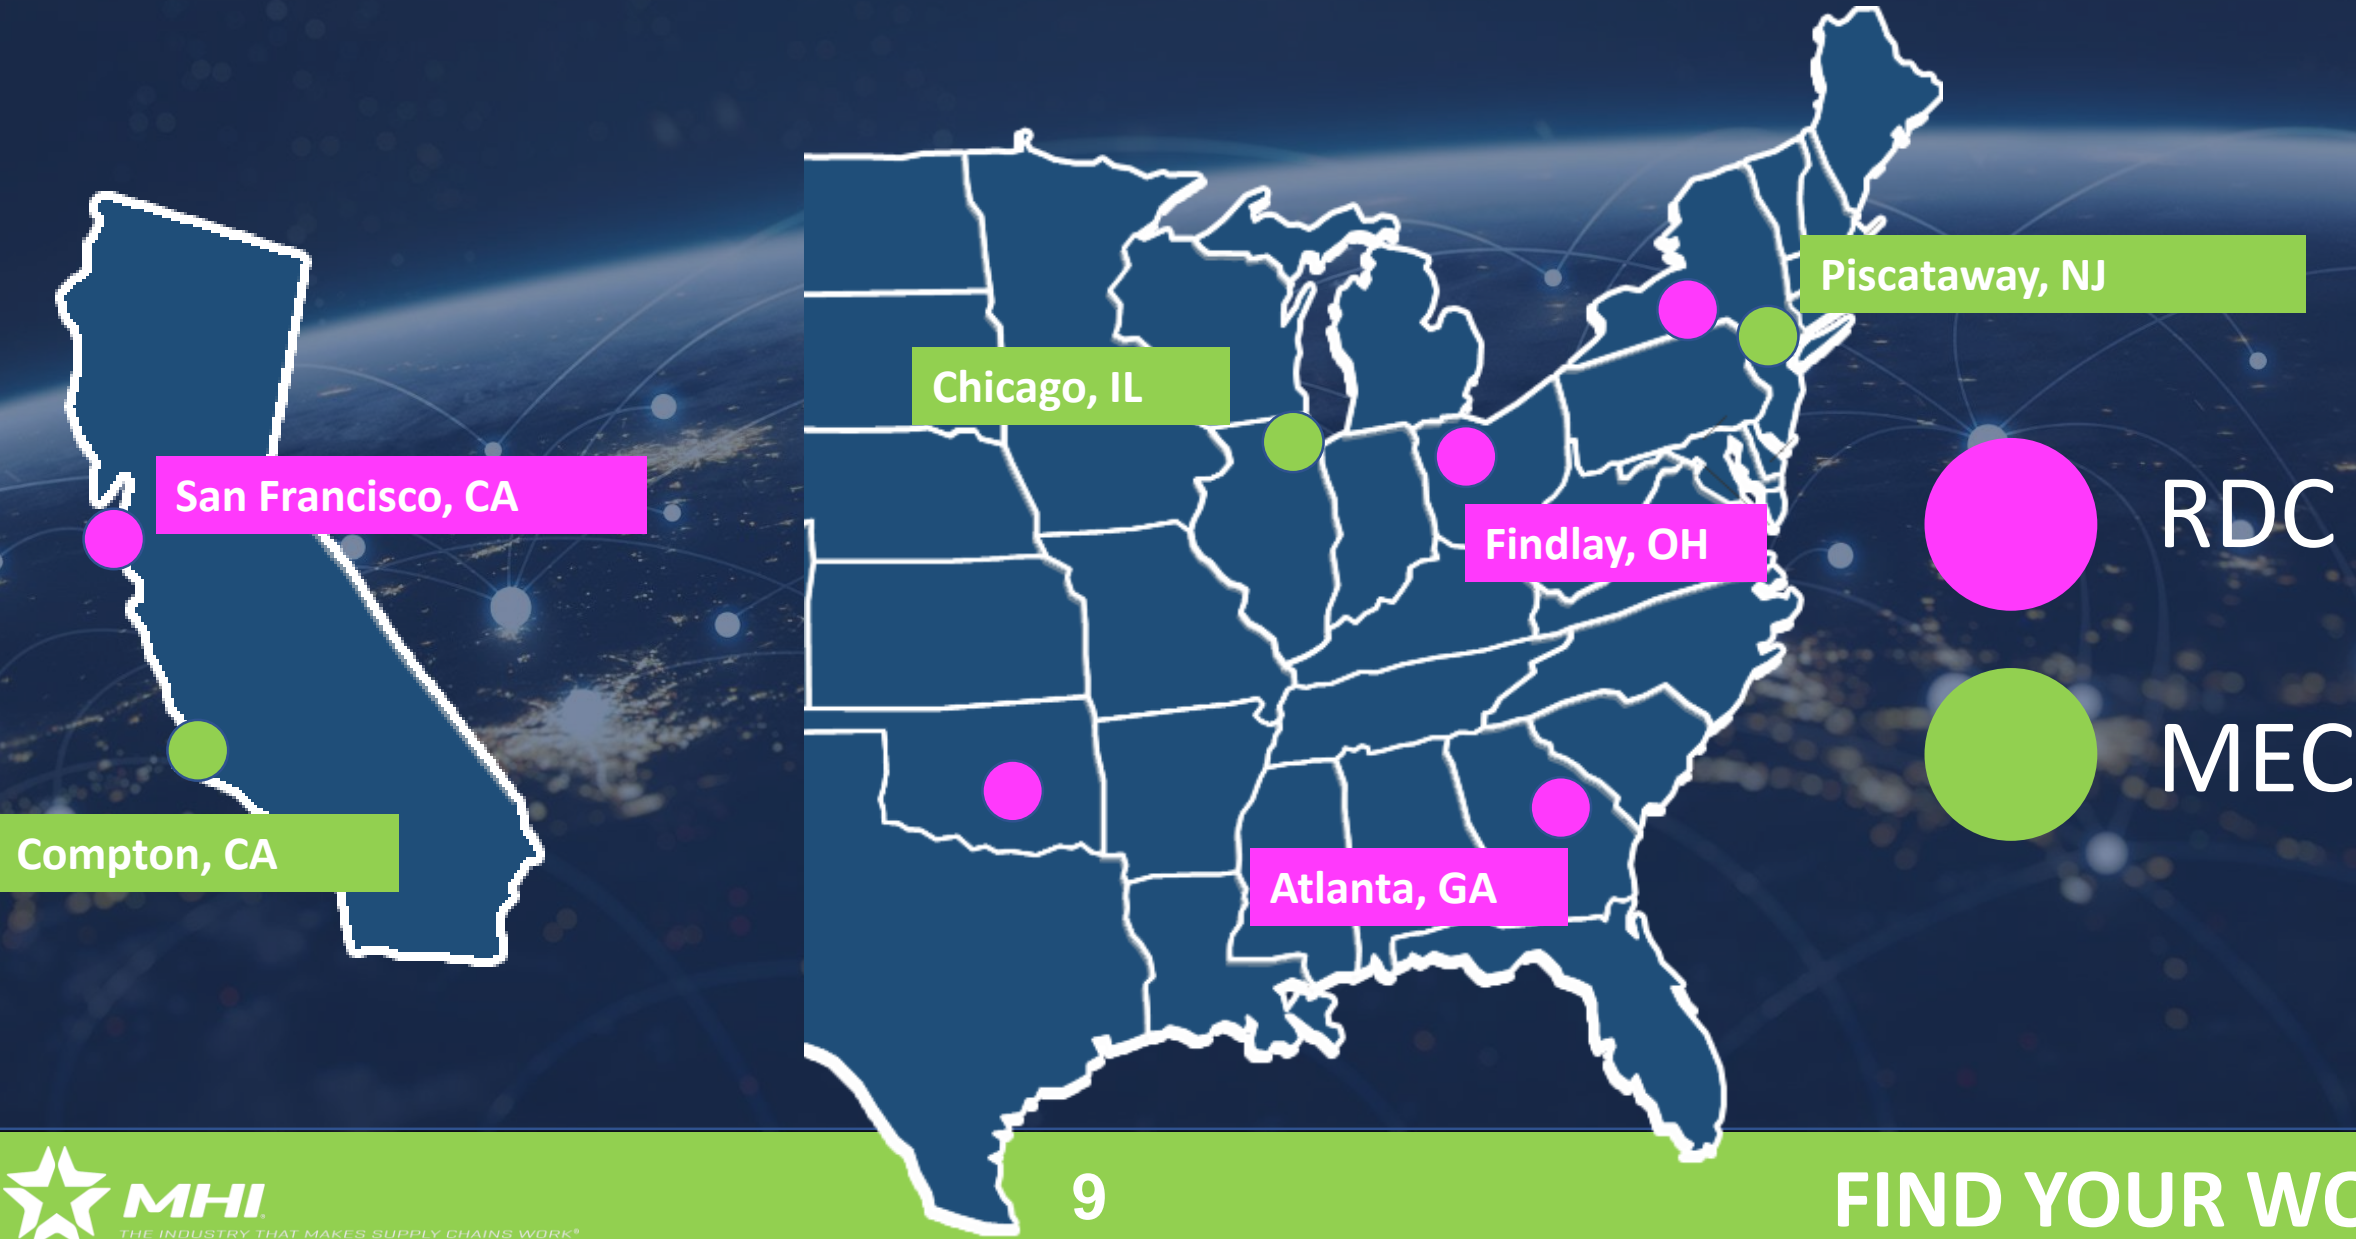 Piscataway, NJ
Chicago, IL
San Francisco, CA
RDC
Findlay, OH
MEC
Compton, CA
Atlanta, GA
MHI
THE INDUSTRY THAT MAKES SUPPLY CHAINS WORK®
9
FIND YOUR WO